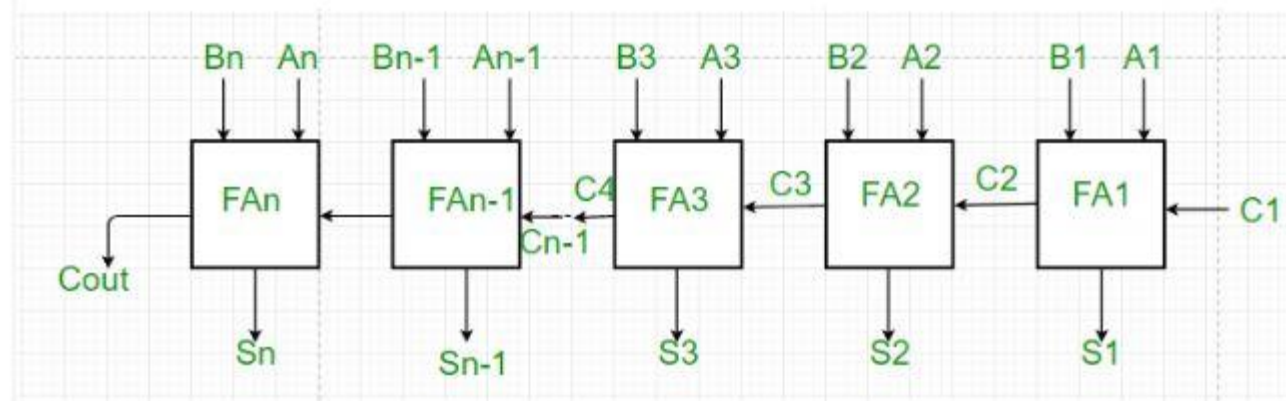 Bn An Bn-1 An-1 B3 A3 B2 A2 B1 A1
FAn FAn-1 C4 FA3 C3 FA2 C2 FA1 C1
Cn-1
Cout
Sn Sn-1 S3 S2 S1